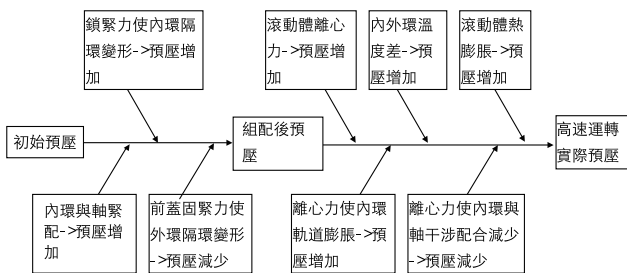 鎖緊力使內環隔
環變形->預壓增
加
滾動體離心
力->預壓增
加
內外環溫
度差->預
壓增加
滾動體熱
膨脹->預
壓增加
初始預壓
組配後預
壓
高速運轉
實際預壓
內環與軸緊
配->預壓增
加
前蓋固緊力使
外環隔環變形
->預壓減少
離心力使內環
軌道膨脹->預
壓增加
離心力使內環與
軸干涉配合減少
->預壓減少